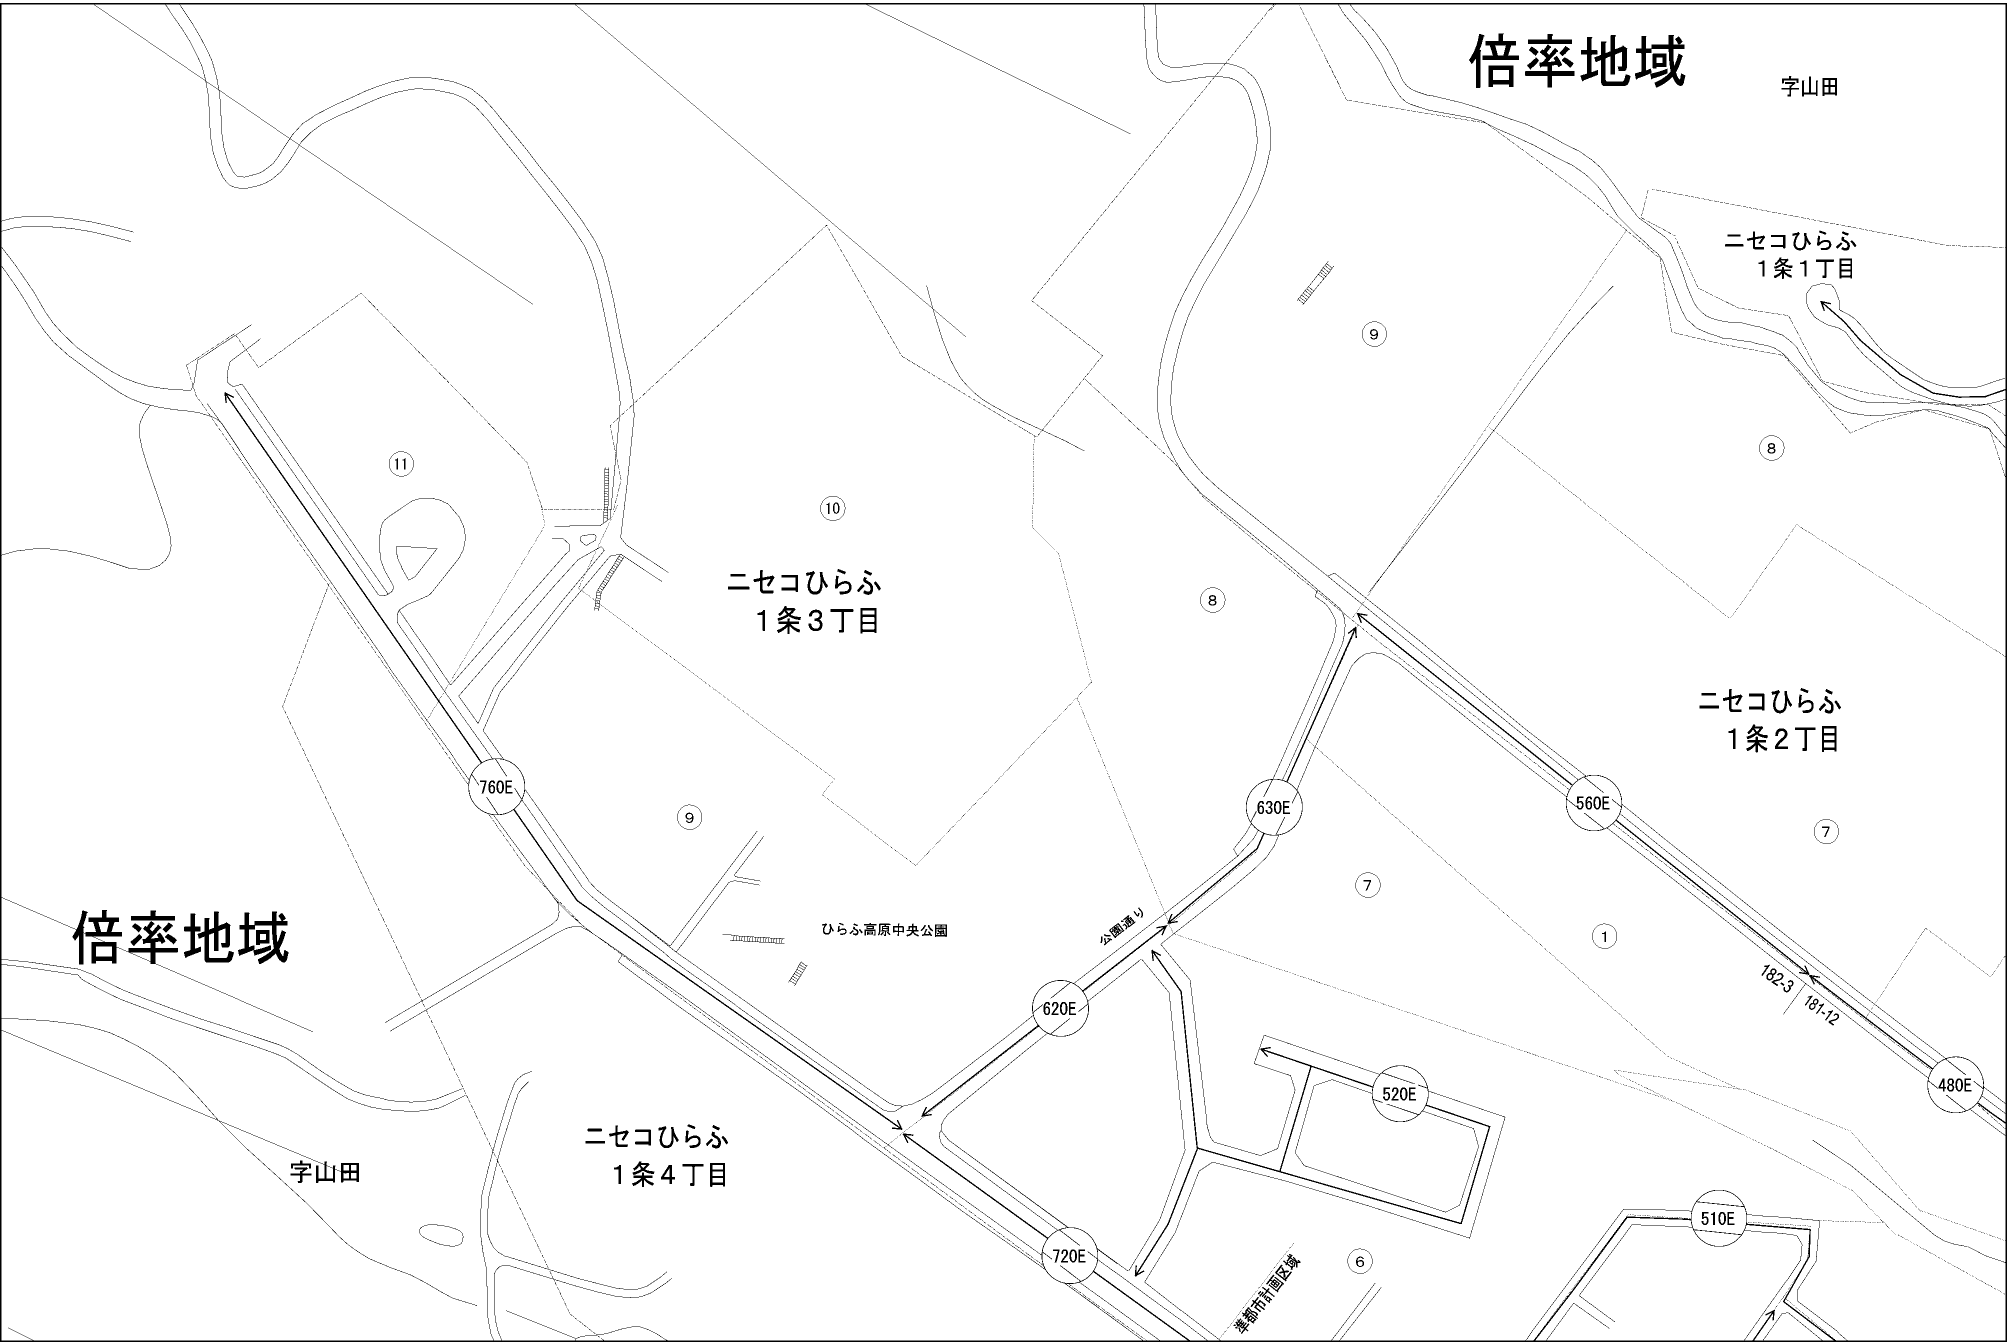 倍率地域
字山田
ニセコひらふ
1条1丁目
9
8
11
10
ニセコひらふ
1条3丁目
8
ニセコひらふ
1条2丁目
760E
630E
560E
9
7
7
倍率地域
ひらふ高原中央公園
公園通り
1
182-3
181-12
620E
480E
520E
ニセコひらふ
1条4丁目
字山田
510E
720E
6
準都市計画区域